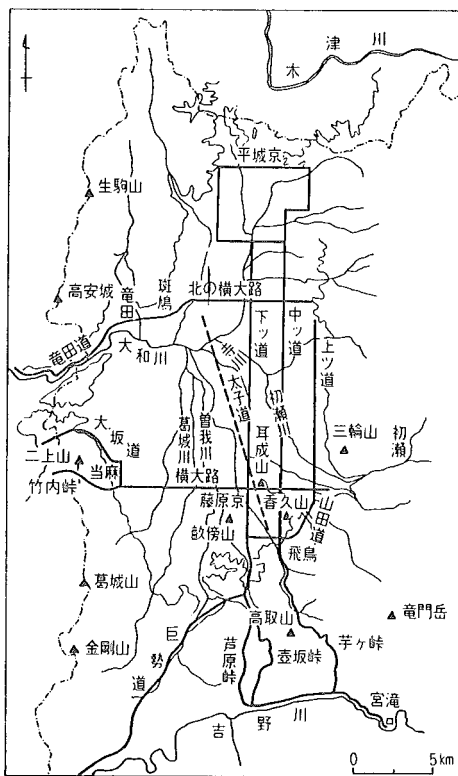 木津川
平城京
生駒山
高安城
竜田
斑鳩
北の横大路
竜田道
大和川
下ッ道
中ッ道
上ッ道
寺川
太子道
初瀬川
三輪山
初瀬
大坂道
二上山
当麻
竹内峠
葛城川
曽我川
横大路
耳成山
藤原京
香久山
山田道
畝傍山
飛鳥
葛城山
金剛山
巨勢道
芦原峠
高取山
壺坂峠
芋ヶ峠
竜門岳
宮滝
吉野川
0 5km